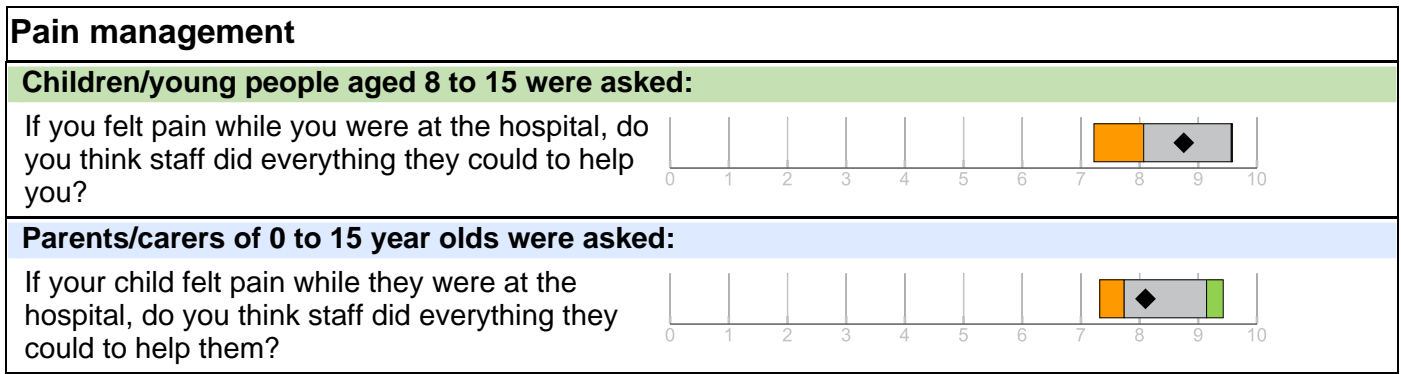 Pain management
Children/young people aged 8 to 15 were asked:
If you felt pain while you were at the hospital, do
you think staff did everything they could to help
you?
0 1 2 3 4 5 6 7 8 9 10
Parents/carers of 0 to 15 year olds were asked:
If your child felt pain while they were at the
hospital, do you think staff did everything they
could to help them?
0 1 2 3 4 5 6 7 8 9 10